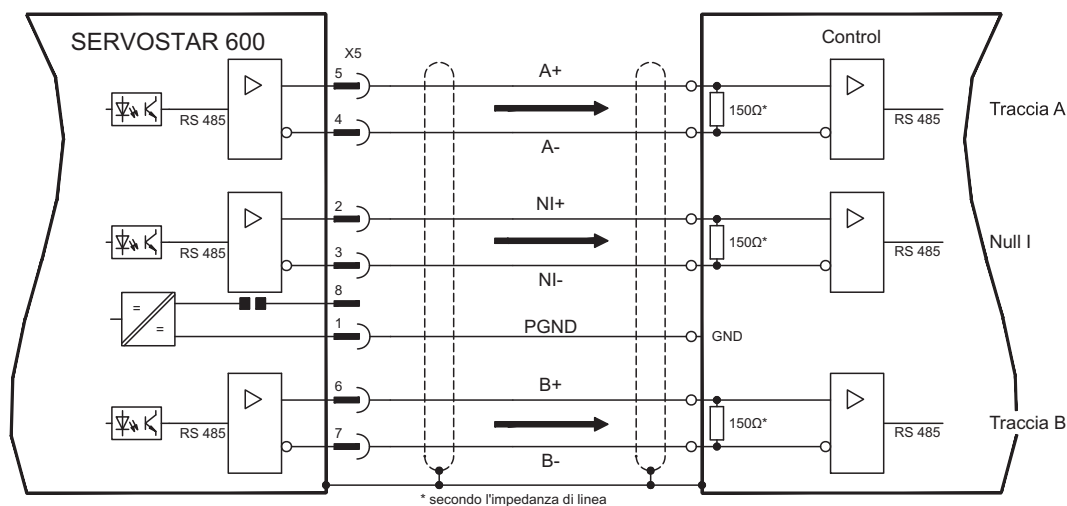 SERVOSTAR 600
X5
Control
5
A+
RS 485
150Ω*
RS 485
Traccia A
4
A-
2
NI+
RS 485
150Ω*
RS 485
Null I
3
NI-
8
=
=
1
PGND
GND
6
B+
RS 485
150Ω*
RS 485
Traccia B
7
B-
* secondo l'impedanza di linea